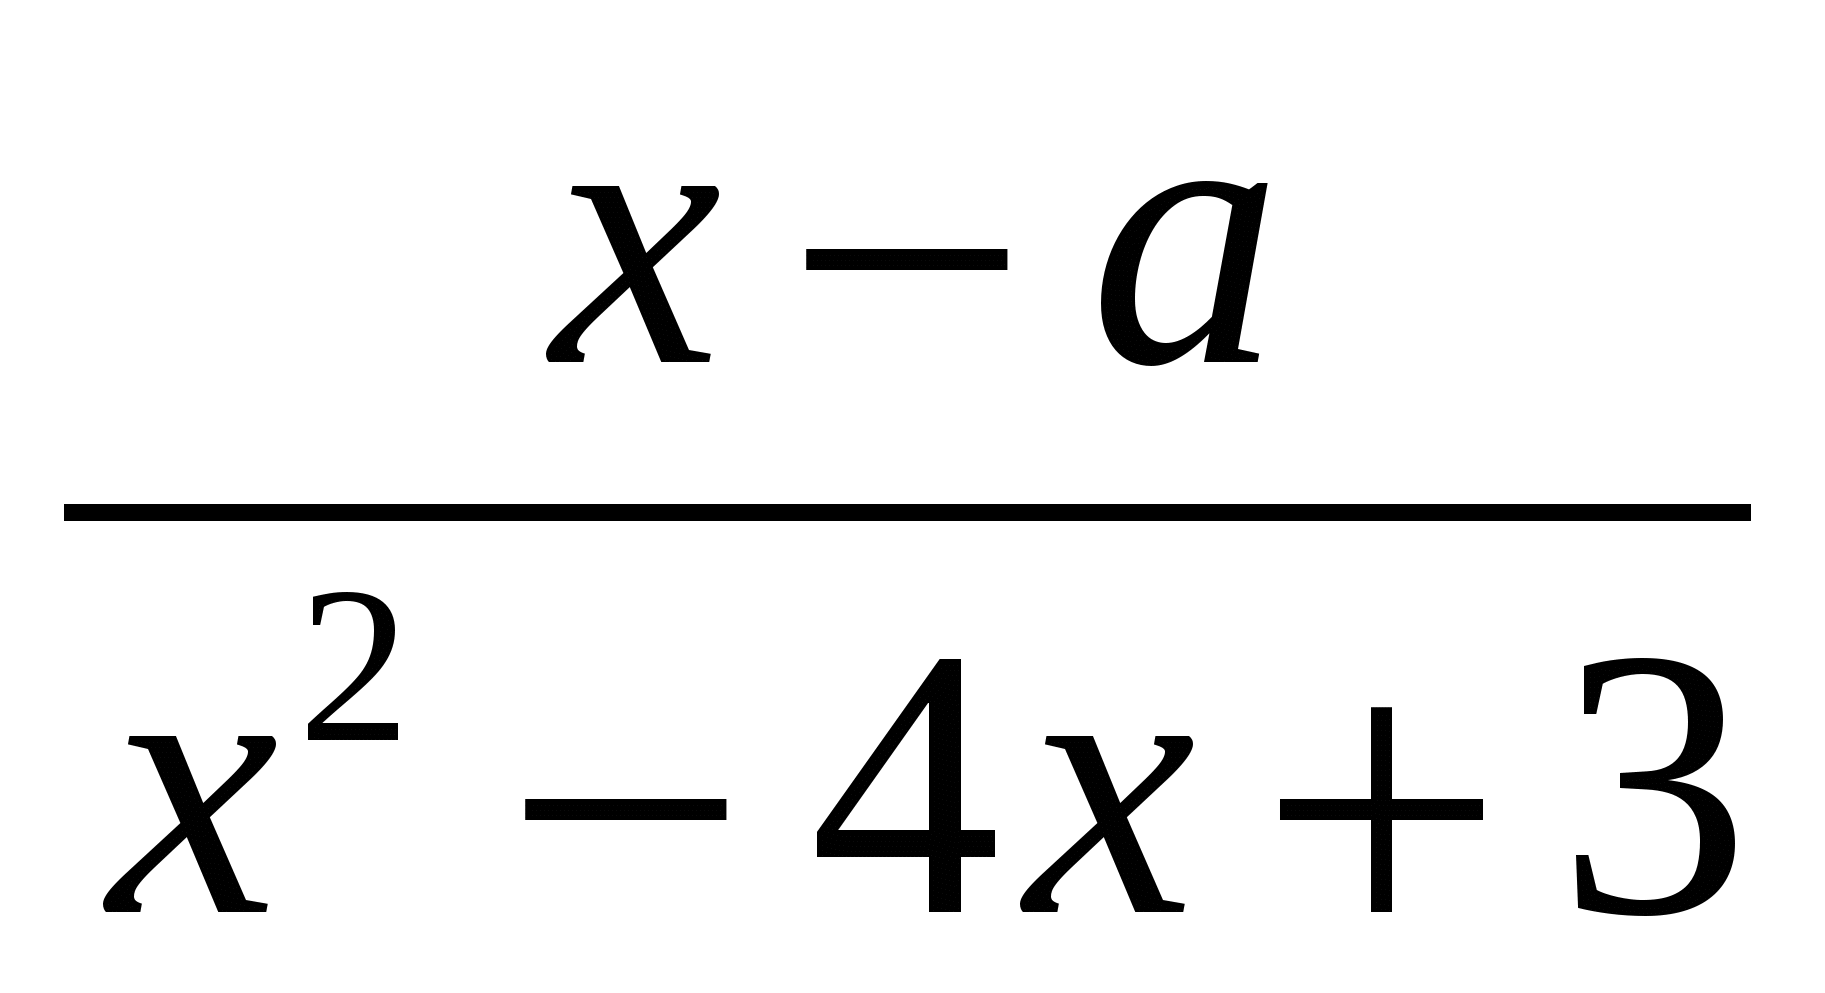 x − a
x² − 4x + 3